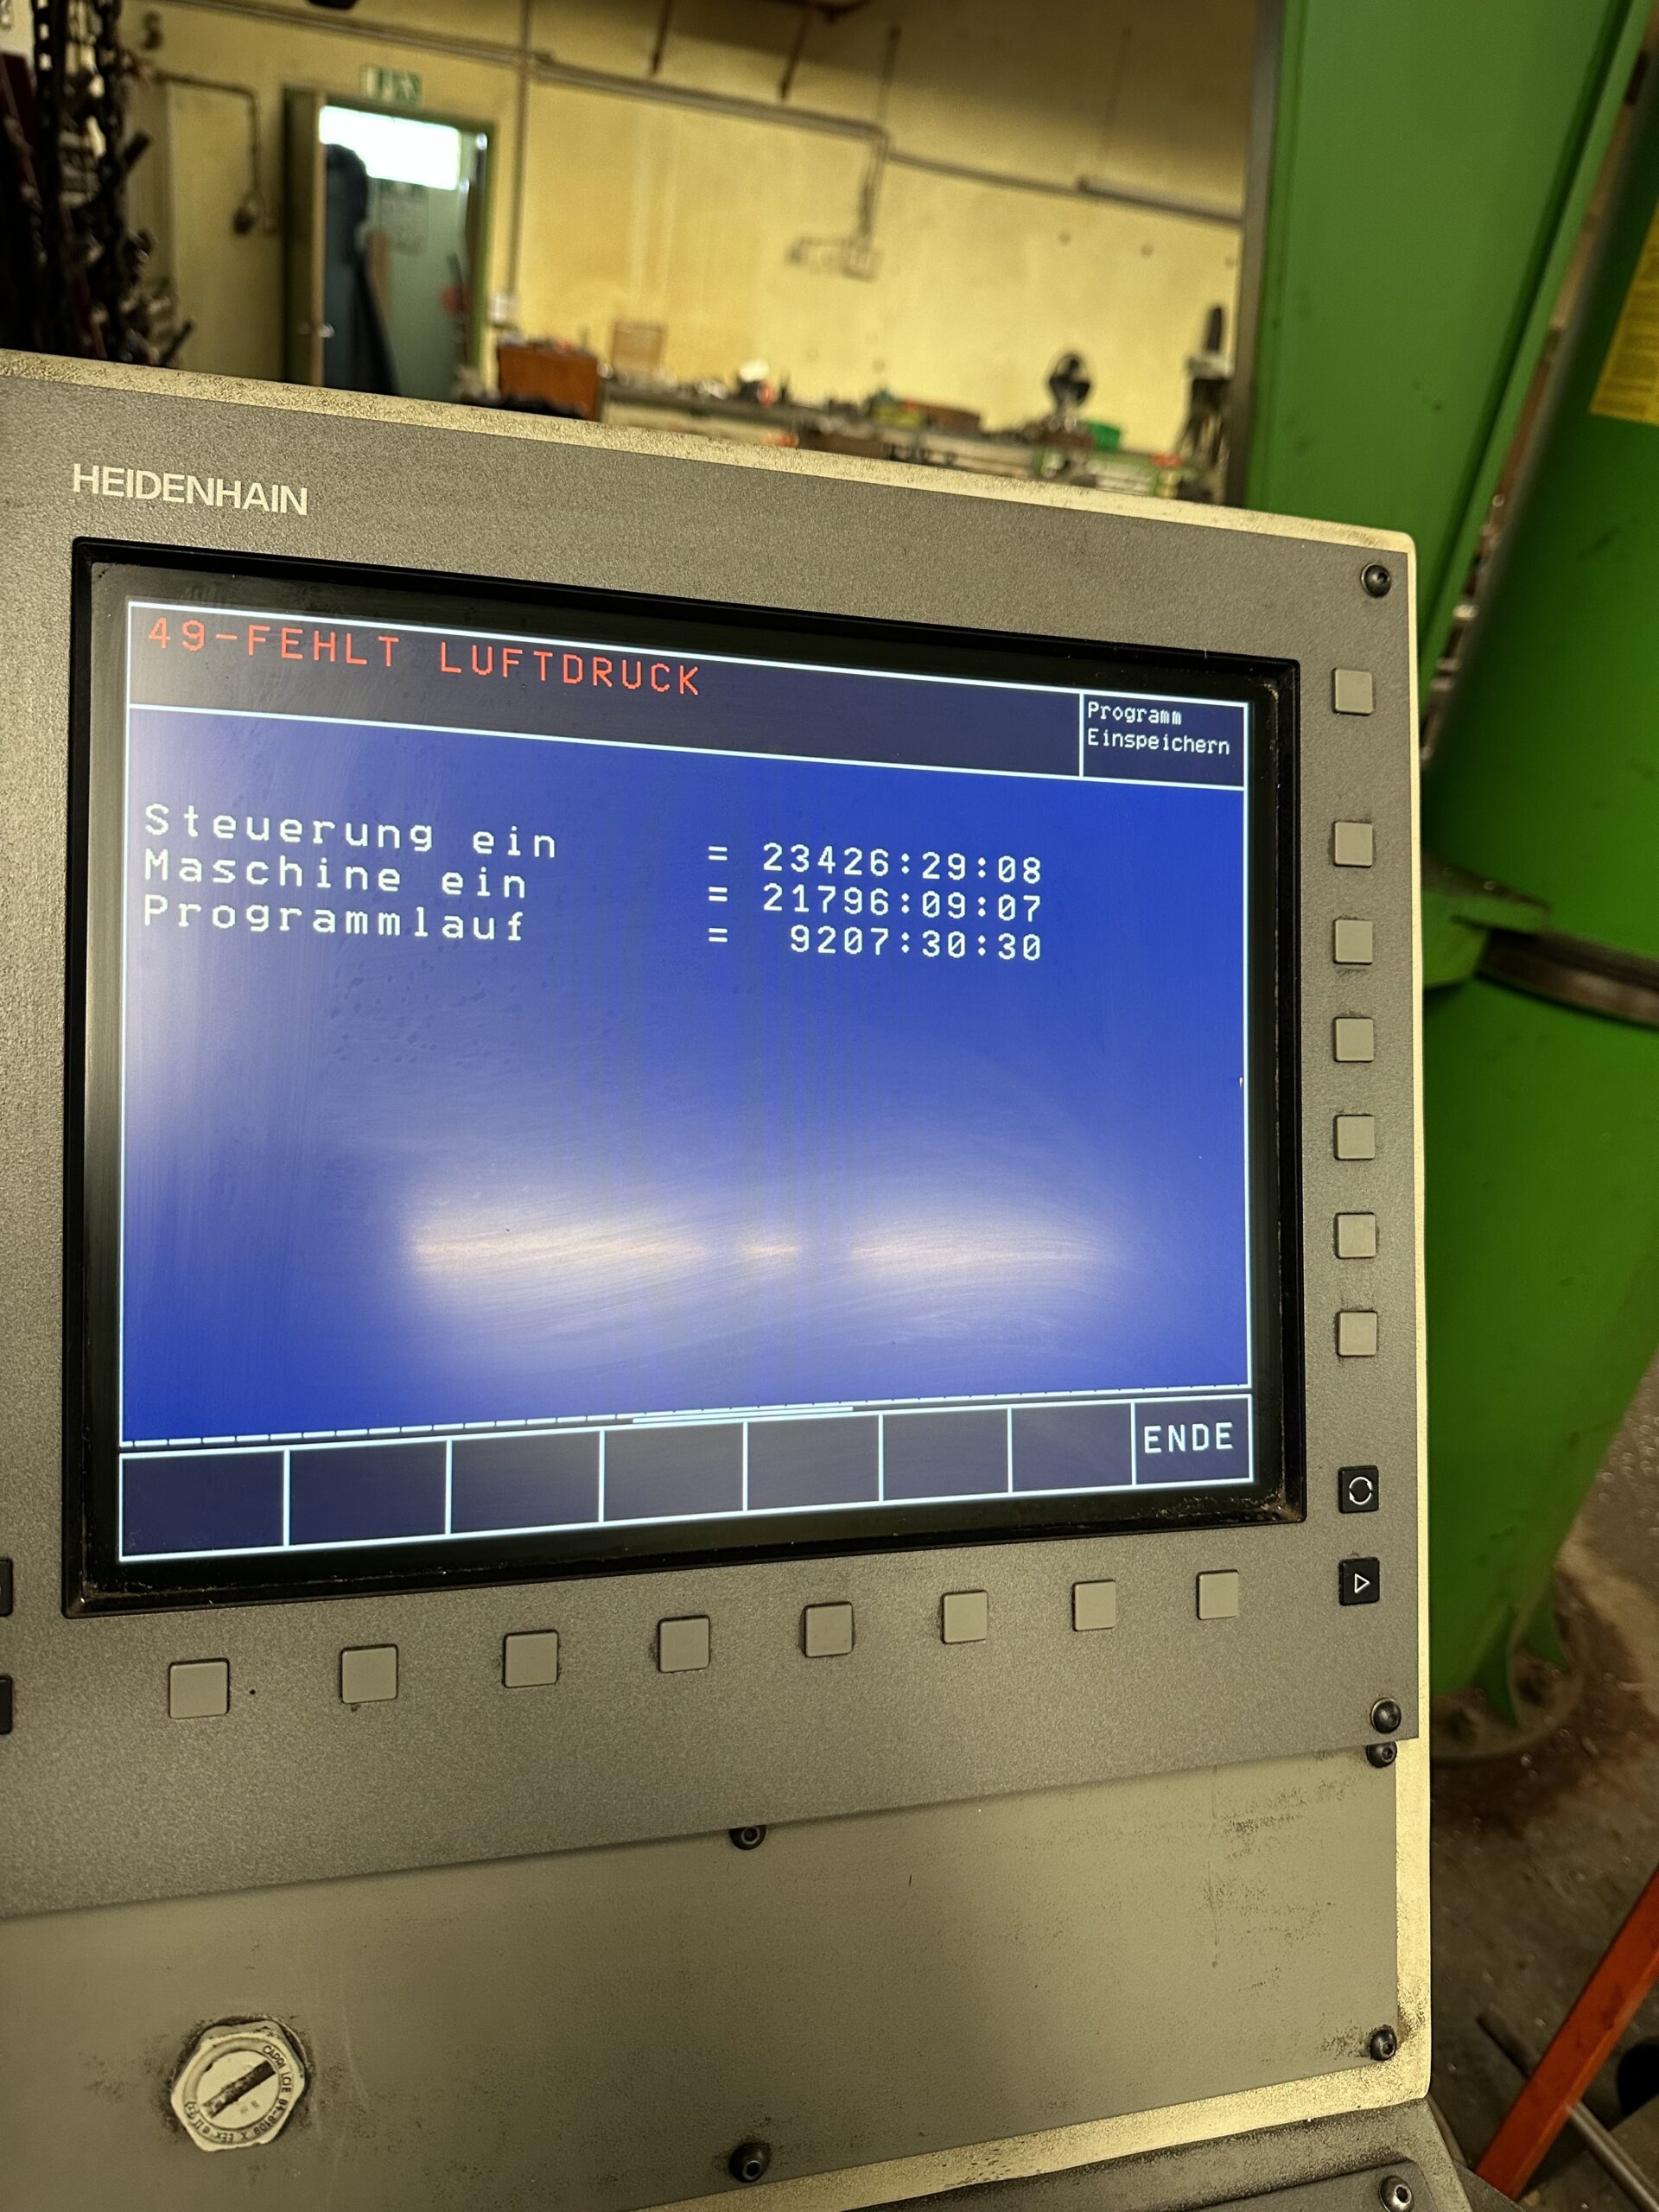 HEIDENHAIN
49-FEHLT LUFTDRUCK
Programm
Einspeichern
Steuerung ein = 23426:29:08
Maschine ein = 21796:09:07
Programmlauf = 9207:30:30
ENDE